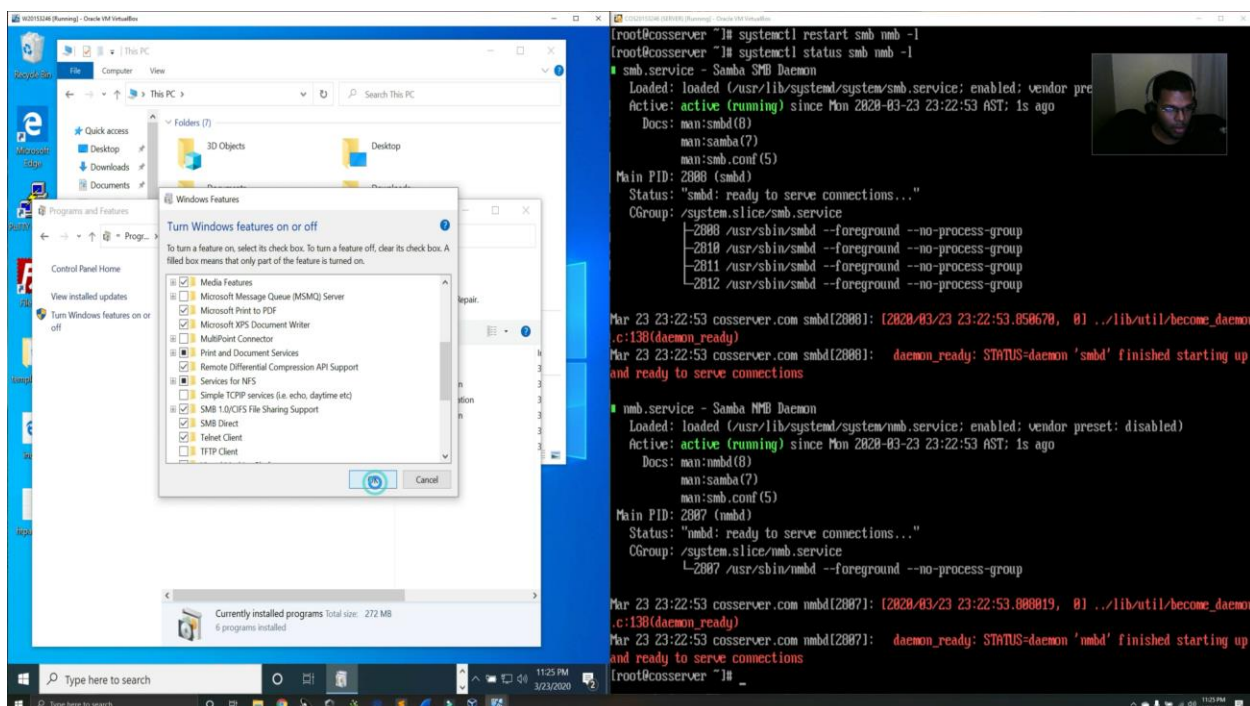 W20153246 [Running] - Oracle VM VirtualBox
This PC
File Computer View
This PC
Search This PC
Recycle Bin
Microsoft
Edge
Quick access
Desktop
Downloads
Documents
Folders (7)
3D Objects
Desktop
Programs and Features
Progr...
Control Panel Home
View installed updates
Turn Windows features on or
off
Windows Features
Turn Windows features on or off
To turn a feature on, select its check box. To turn a feature off, clear its check box. A
filled box means that only part of the feature is turned on.
Media Features
Microsoft Message Queue (MSMQ) Server
Microsoft Print to PDF
Microsoft XPS Document Writer
MultiPoint Connector
Print and Document Services
Remote Differential Compression API Support
Services for NFS
Simple TCPIP services (i.e. echo, daytime etc)
SMB 1.0/CIFS File Sharing Support
SMB Direct
Telnet Client
TFTP Client
OK Cancel
epair.
Currently installed programs Total size: 272 MB
6 programs installed
Type here to search
11:25 PM
3/23/2020
Type here to search
11:25 PM
[root@cosserver ~]# systemctl restart smb nmb -l
[root@cosserver ~]# systemctl status smb nmb -l
smb.service - Samba SMB Daemon
Loaded: loaded (/usr/lib/systemd/system/smb.service; enabled; vendor pre
Active: active (running) since Mon 2020-03-23 23:22:53 AST; 1s ago
Docs: man:smbd(8)
man:samba(7)
man:smb.conf(5)
Main PID: 2808 (smbd)
Status: "smbd: ready to serve connections..."
CGroup: /system.slice/smb.service
├─2808 /usr/sbin/smbd --foreground --no-process-group
├─2810 /usr/sbin/smbd --foreground --no-process-group
├─2811 /usr/sbin/smbd --foreground --no-process-group
└─2812 /usr/sbin/smbd --foreground --no-process-group
Mar 23 23:22:53 cosserver.com smbd[2808]: [2020/03/23 23:22:53.850670, 0] ../lib/util/become_daemon
.c:138(daemon_ready)
Mar 23 23:22:53 cosserver.com smbd[2808]: daemon_ready: STATUS=daemon 'smbd' finished starting up
and ready to serve connections
nmb.service - Samba NMB Daemon
Loaded: loaded (/usr/lib/systemd/system/nmb.service; enabled; vendor preset: disabled)
Active: active (running) since Mon 2020-03-23 23:22:53 AST; 1s ago
Docs: man:nmbd(8)
man:samba(7)
man:smb.conf(5)
Main PID: 2807 (nmbd)
Status: "nmbd: ready to serve connections..."
CGroup: /system.slice/nmb.service
└─2807 /usr/sbin/nmbd --foreground --no-process-group
Mar 23 23:22:53 cosserver.com nmbd[2807]: [2020/03/23 23:22:53.808019, 0] ../lib/util/become_daemon
.c:138(daemon_ready)
Mar 23 23:22:53 cosserver.com nmbd[2807]: daemon_ready: STATUS=daemon 'nmbd' finished starting up
and ready to serve connections
[root@cosserver ~]# _